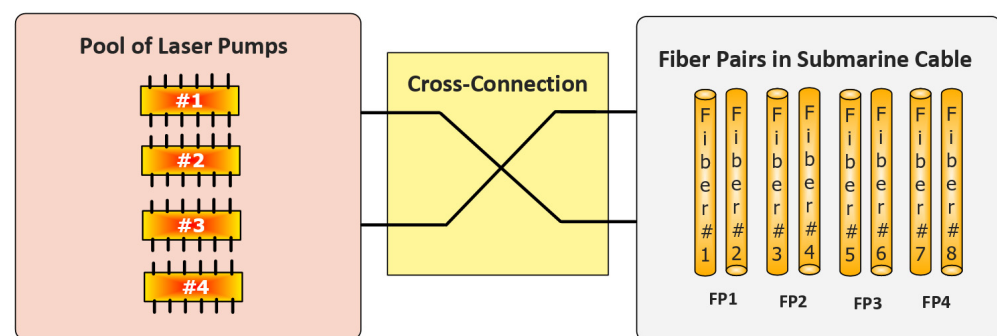 Pool of Laser Pumps
#1
#2
#3
#4
Cross-Connection
Fiber Pairs in Submarine Cable
Fiber#1
Fiber#2
Fiber#3
Fiber#4
Fiber#5
Fiber#6
Fiber#7
Fiber#8
FP1
FP2
FP3
FP4